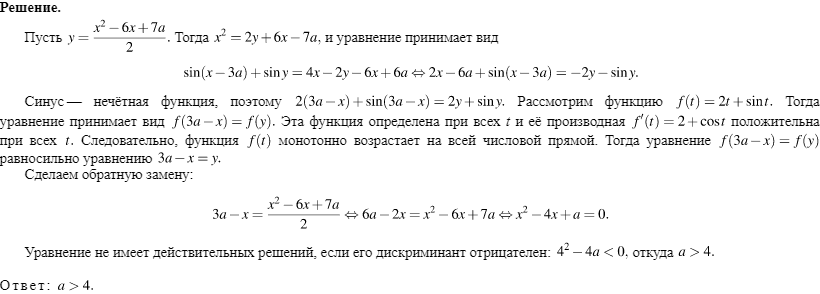 Решение.
Пусть y = \frac{x^2 − 6x + 7a}{2}. Тогда x^2 = 2y + 6x − 7a, и уравнение принимает вид
sin(x − 3a) + sin y = 4x − 2y − 6x + 6a ⇔ 2x − 6a + sin(x − 3a) = −2y − sin y.
Синус — нечётная функция, поэтому 2(3a − x) + sin(3a − x) = 2y + sin y. Рассмотрим функцию f(t) = 2t + sin t. Тогда
уравнение принимает вид f(3a − x) = f(y). Эта функция определена при всех t и её производная f′(t) = 2 + cos t положительна
при всех t. Следовательно, функция f(t) монотонно возрастает на всей числовой прямой. Тогда уравнение f(3a − x) = f(y)
равносильно уравнению 3a − x = y.
Сделаем обратную замену:
3a − x = \frac{x^2 − 6x + 7a}{2} ⇔ 6a − 2x = x^2 − 6x + 7a ⇔ x^2 − 4x + a = 0.
Уравнение не имеет действительных решений, если его дискриминант отрицателен: 4^2 − 4a < 0, откуда a > 4.
Ответ: a > 4.